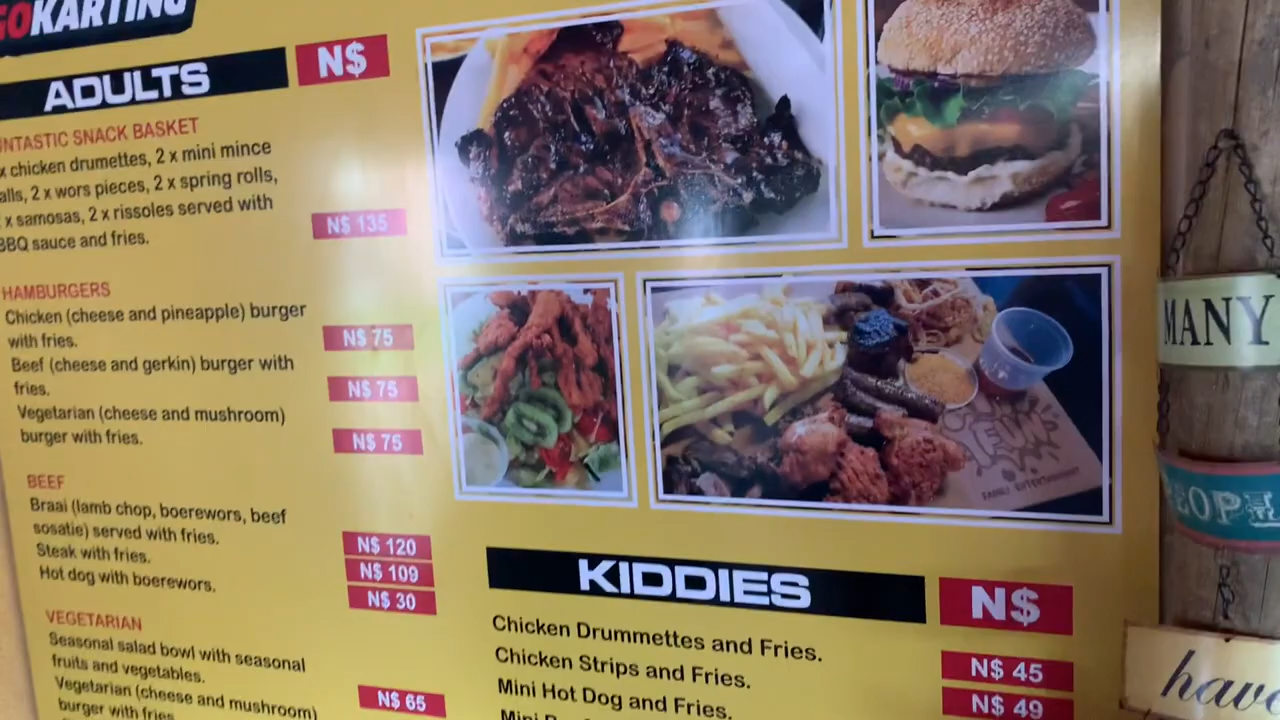 GOKARTING
ADULTS N$
SNACK BASKET
x chicken drumettes, 2 x mini mince
2 x wors pieces, 2 x spring rolls,
x samosas, 2 x rissoles served with
BBQ sauce and fries.
N$ 135
HAMBURGERS
Chicken (cheese and pineapple) burger
with fries.
N$ 75
Beef (cheese and gerkin) burger with
fries.
N$ 75
Vegetarian (cheese and mushroom)
burger with fries.
N$ 75
BEEF
Braai (lamb chop, boerewors, beef
sosatie) served with fries.
N$ 120
Steak with fries.
N$ 109
Hot dog with boerewors.
N$ 30
VEGETARIAN
Seasonal salad bowl with seasonal
fruits and vegetables.
N$ 65
Vegetarian (cheese and mushroom)
burger with fries
FUN
FAMILY ENTERTAINMENT
KIDDIES N$
Chicken Drummettes and Fries.
N$ 45
Chicken Strips and Fries.
N$ 49
Mini Hot Dog and Fries.
Mini
MANY
have